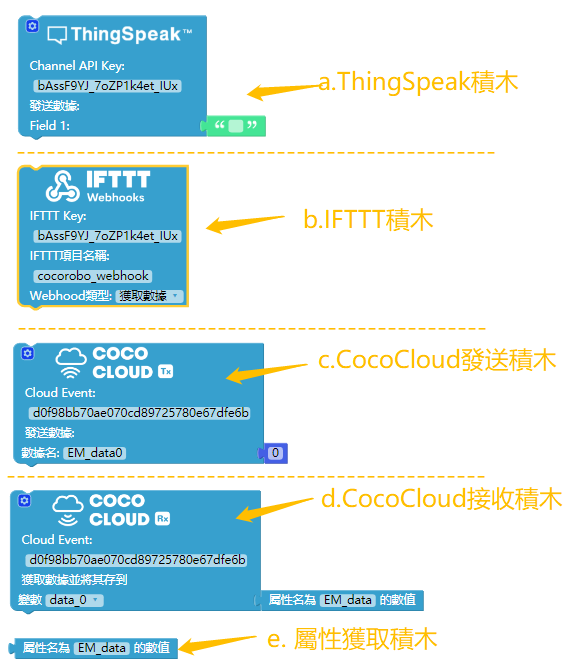 ThingSpeak™
Channel API Key:
bAssF9YJ_7oZP1k4et_IUx
發送數據:
Field 1:
“ ”
a.ThingSpeak積木
IFTTT
Webhooks
IFTTT Key:
bAssF9YJ_7oZP1k4et_IUx
IFTTT項目名稱:
cocorobo_webhook
Webhood類型: 獲取數據
b.IFTTT積木
COCO
CLOUD Tx
Cloud Event:
d0f98bb70ae070cd89725780e67dfe6b
發送數據:
數據名: EM_data0 0
c.CocoCloud發送積木
COCO
CLOUD Rx
Cloud Event:
d0f98bb70ae070cd89725780e67dfe6b
獲取數據並將其存到
變數 data_0 屬性名為 EM_data 的數值
d.CocoCloud接收積木
屬性名為 EM_data 的數值
e. 屬性獲取積木